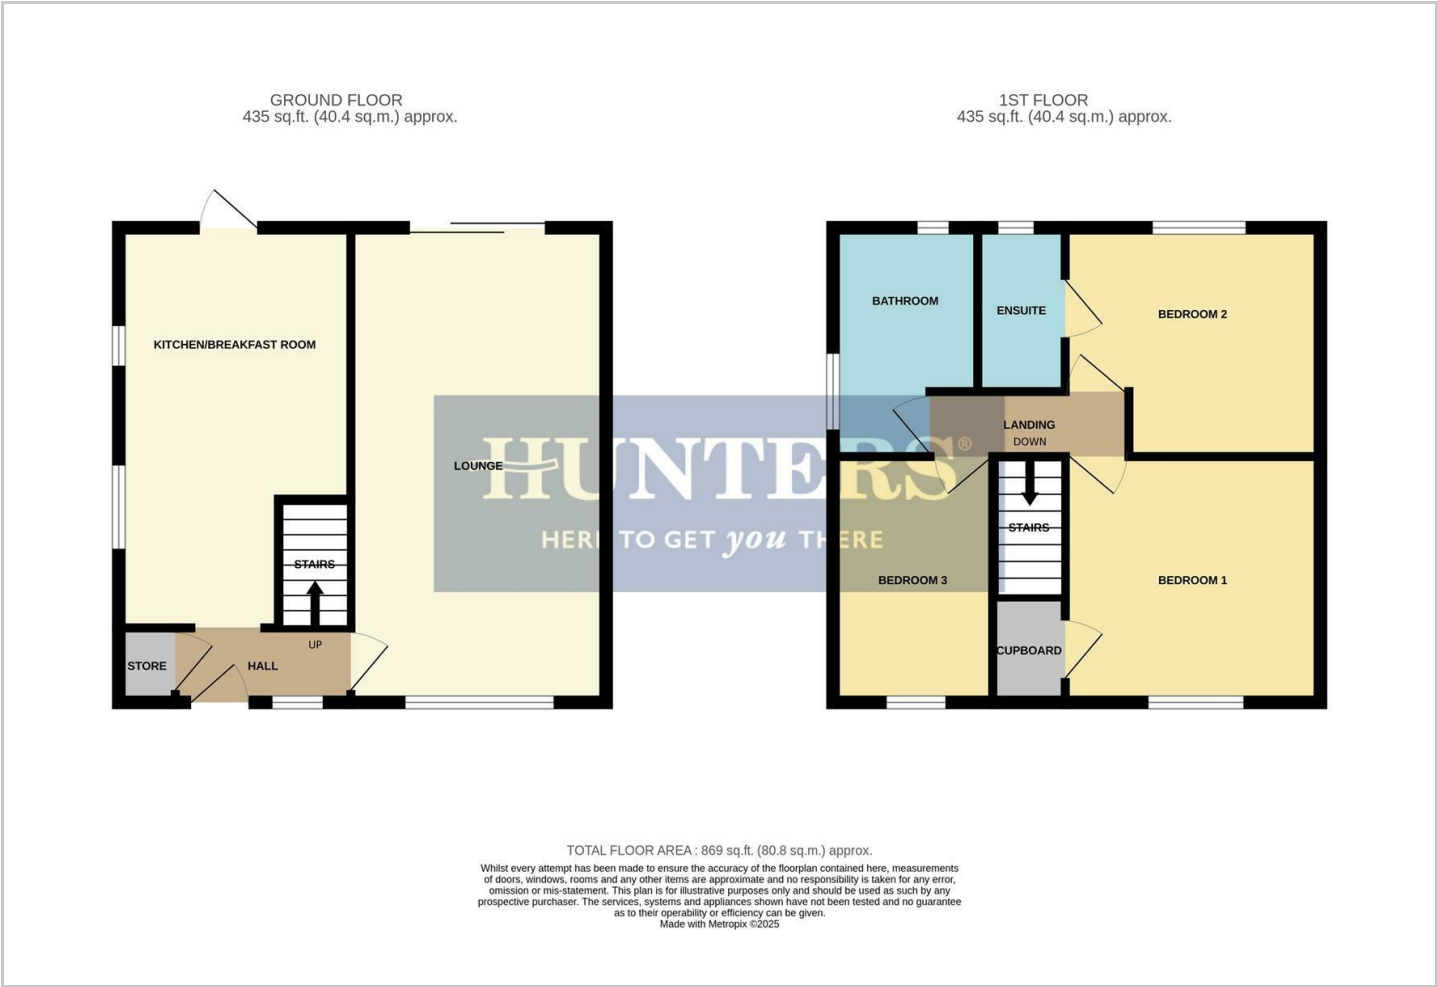 GROUND FLOOR
435 sq.ft. (40.4 sq.m.) approx.
1ST FLOOR
435 sq.ft. (40.4 sq.m.) approx.
KITCHEN/BREAKFAST ROOM
LOUNGE
STAIRS
UP
STORE
HALL
BATHROOM
ENSUITE
BEDROOM 2
LANDING
DOWN
STAIRS
BEDROOM 3
BEDROOM 1
CUPBOARD
HUNTERS®
HERE TO GET you THERE
TOTAL FLOOR AREA : 869 sq.ft. (80.8 sq.m.) approx.
Whilst every attempt has been made to ensure the accuracy of the floorplan contained here, measurements
of doors, windows, rooms and any other items are approximate and no responsibility is taken for any error,
omission or mis-statement. This plan is for illustrative purposes only and should be used as such by any
prospective purchaser. The services, systems and appliances shown have not been tested and no guarantee
as to their operability or efficiency can be given.
Made with Metropix ©2025